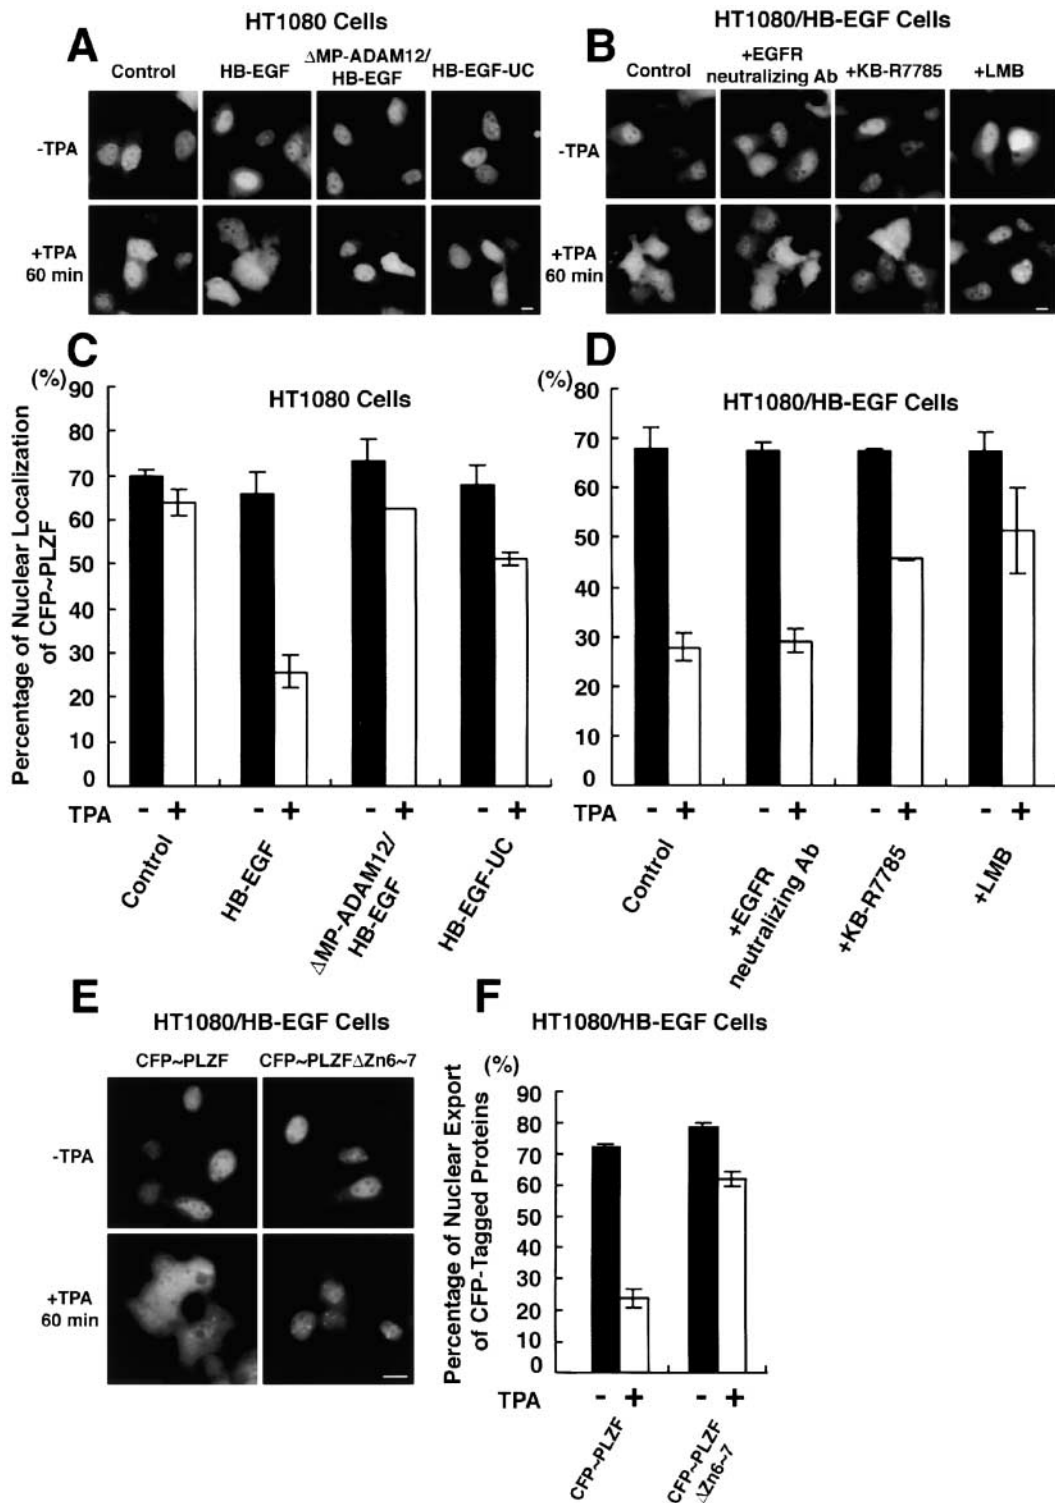 A
HT1080 Cells
Control
HB-EGF
ΔMP-ADAM12/
HB-EGF
HB-EGF-UC
-TPA
+TPA
60 min
B
HT1080/HB-EGF Cells
Control
+EGFR
neutralizing Ab
+KB-R7785
+LMB
-TPA
+TPA
60 min
C
(%)
HT1080 Cells
Percentage of Nuclear Localization
of CFP~PLZF
90
80
70
60
50
40
30
20
10
0
TPA - + - + - + - +
Control
HB-EGF
ΔMP-ADAM12/
HB-EGF
HB-EGF-UC
D
(%)
HT1080/HB-EGF Cells
80
70
60
50
40
30
20
10
0
TPA - + - + - + - +
Control
+EGFR
neutralizing Ab
+KB-R7785
+LMB
E
HT1080/HB-EGF Cells
CFP~PLZF
CFP~PLZFΔZn6~7
-TPA
+TPA
60 min
F
HT1080/HB-EGF Cells
(%)
Percentage of Nuclear Export
of CFP-Tagged Proteins
90
80
70
60
50
40
30
20
10
0
TPA - + - +
CFP~PLZF
CFP~PLZF
ΔZn6~7